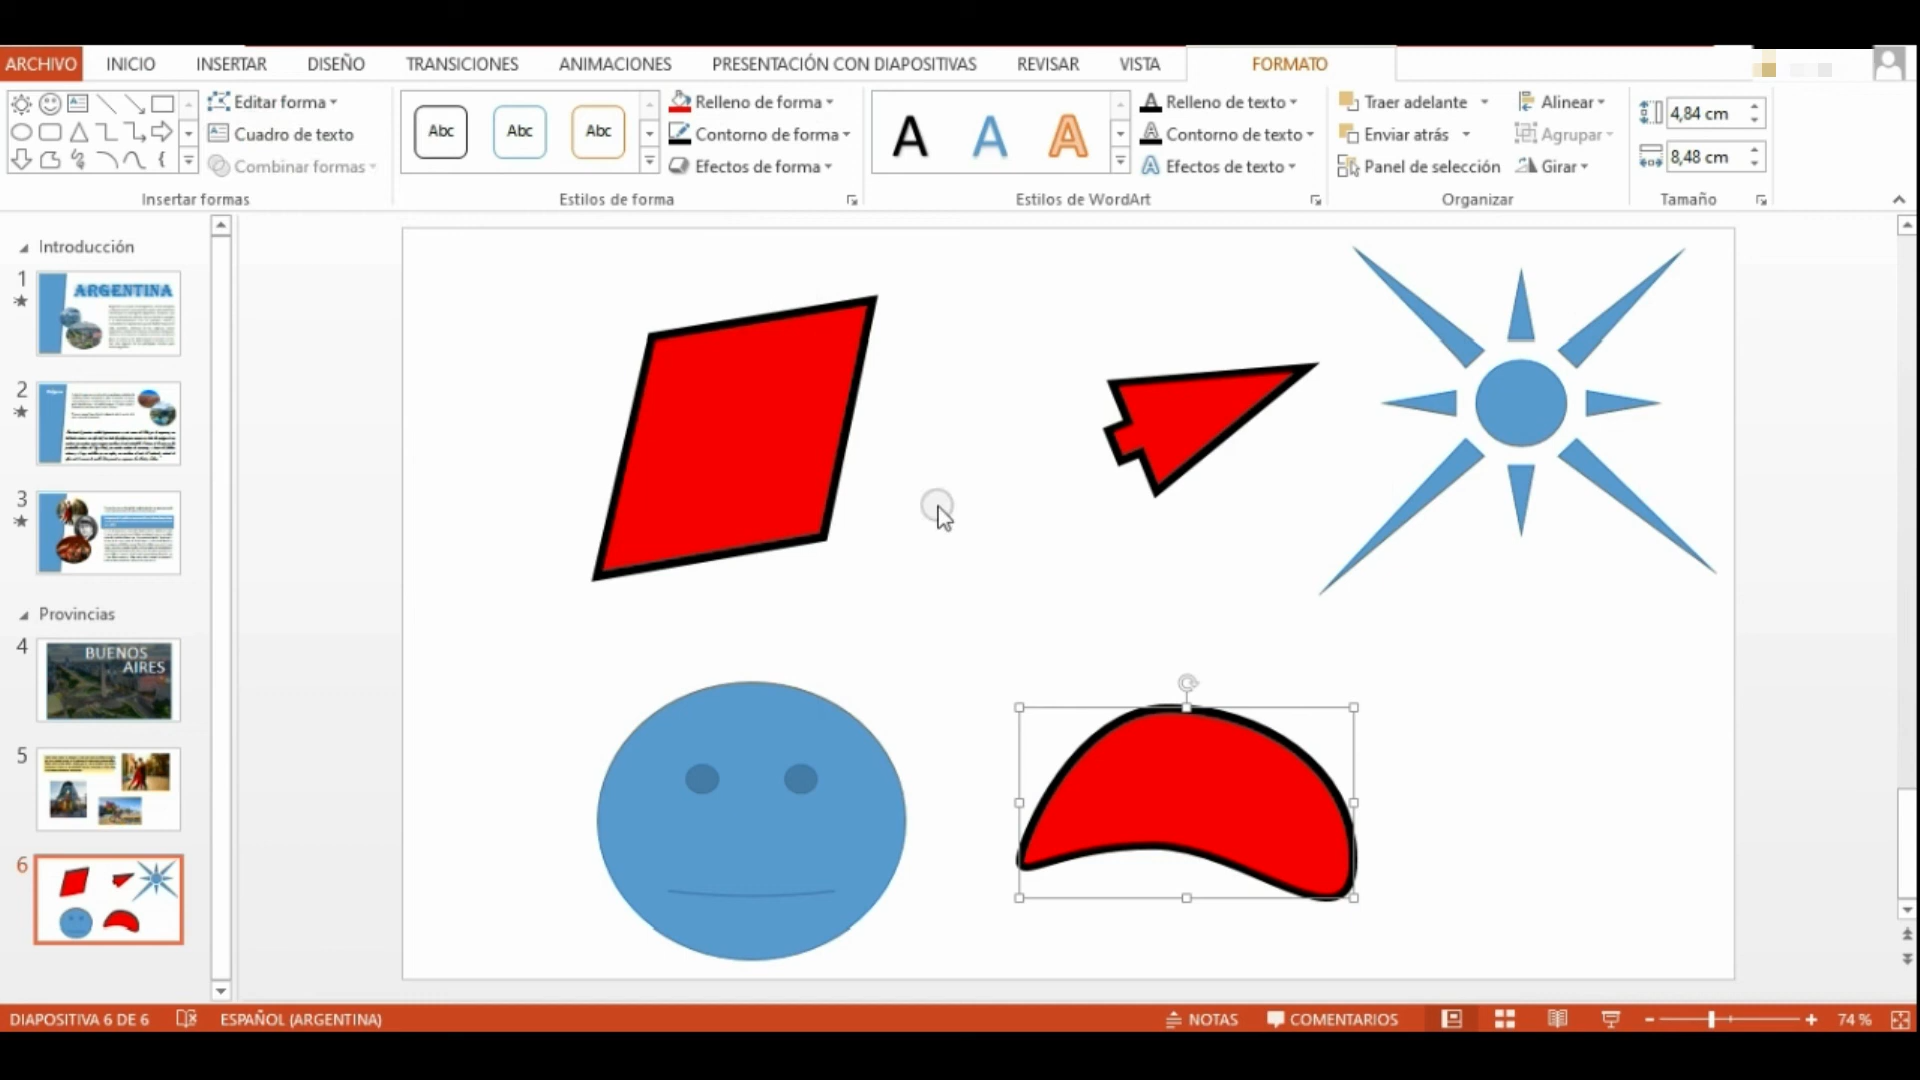 ARCHIVO INICIO INSERTAR DISEÑO TRANSICIONES ANIMACIONES PRESENTACIÓN CON DIAPOSITIVAS REVISAR VISTA FORMATO
Editar forma
Cuadro de texto
Combinar formas
Insertar formas
Abc Abc Abc
Relleno de forma
Contorno de forma
Efectos de forma
Estilos de forma
A A A
Relleno de texto
Contorno de texto
Efectos de texto
Estilos de WordArt
Traer adelante
Enviar atrás
Panel de selección
Alinear
Agrupar
Girar
Organizar
4,84 cm
8,48 cm
Tamaño
Introducción
1
ARGENTINA
2
3
Provincias
4
BUENOS
AIRES
5
6
DIAPOSITIVA 6 DE 6 ESPAÑOL (ARGENTINA) NOTAS COMENTARIOS 74 %